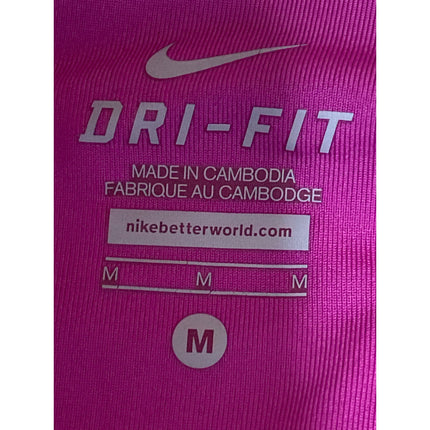 DRI-FIT
MADE IN CAMBODIA
FABRIQUE AU CAMBODGE
nikebetterworld.com
M M M
M